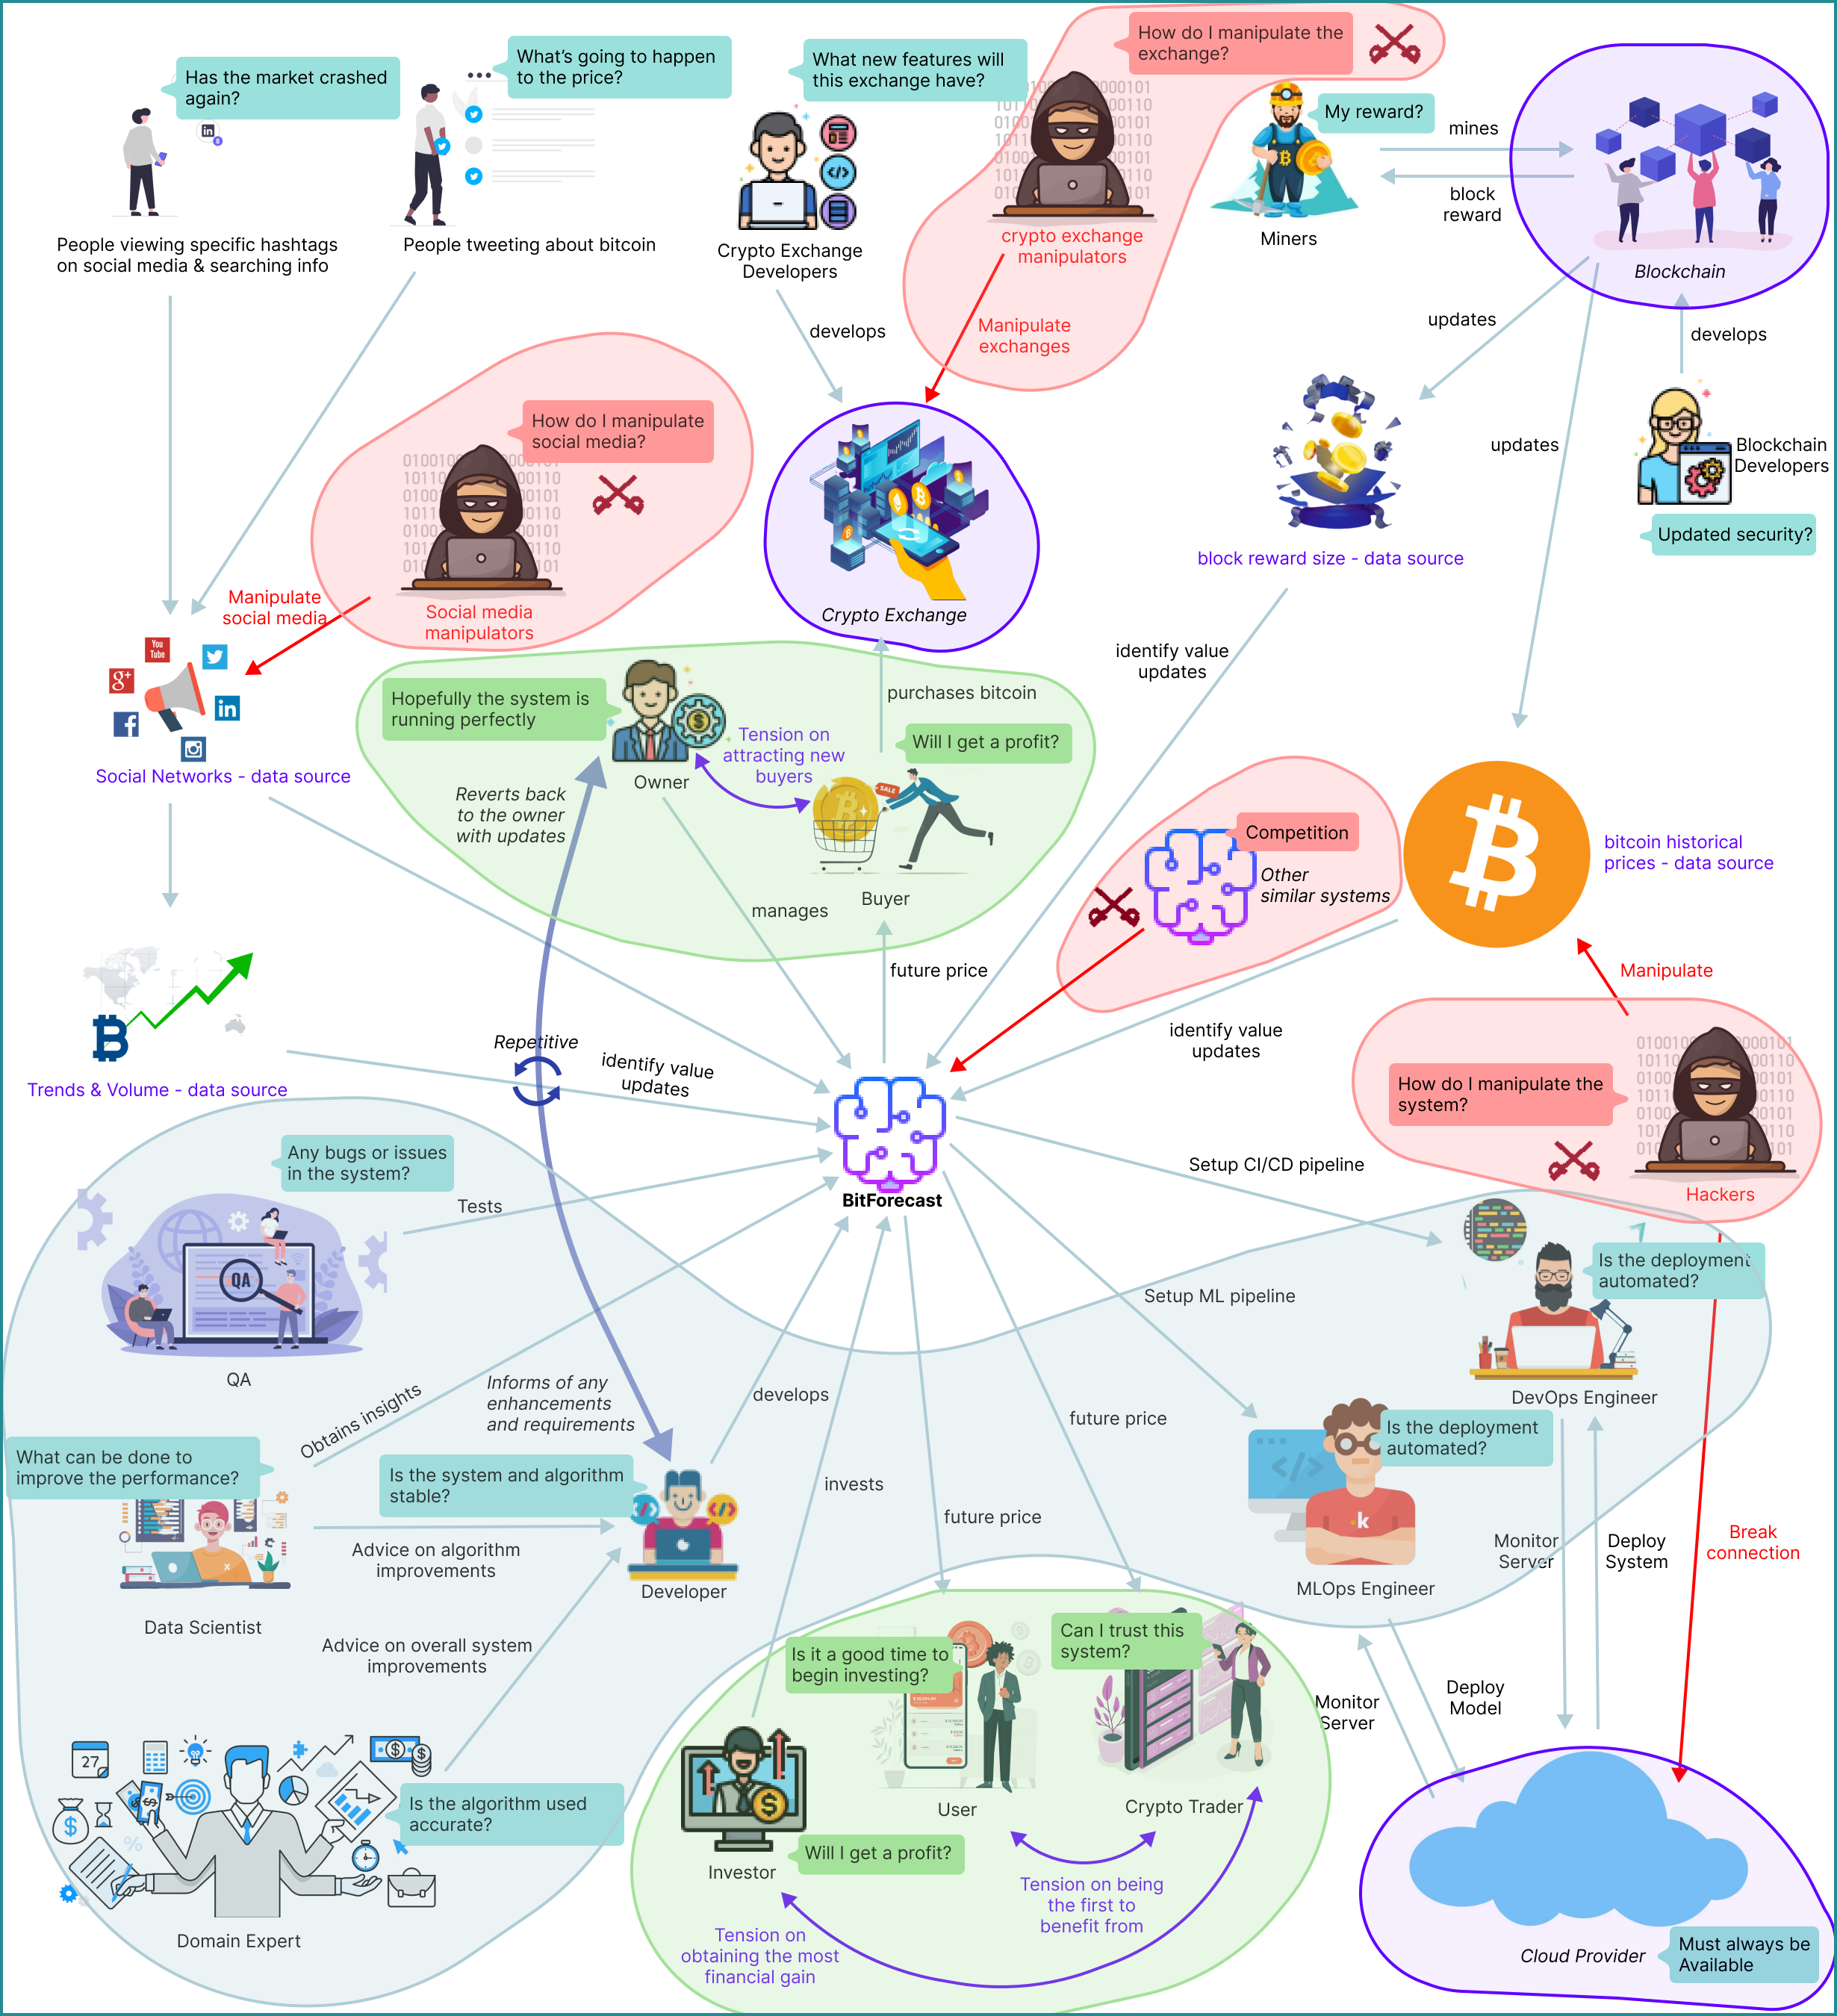 How do I manipulate the
exchange?
Has the market crashed
again?
What's going to happen
to the price?
What new features will
this exchange have?
My reward?
mines
block
reward
People viewing specific hashtags
on social media & searching info
People tweeting about bitcoin
Crypto Exchange
Developers
crypto exchange
manipulators
Miners
Blockchain
develops
Manipulate
exchanges
updates
develops
How do I manipulate
social media?
updates
Blockchain
Developers
Updated security?
block reward size - data source
Manipulate
social media
Social media
manipulators
Crypto Exchange
You
Tube
g+
in
f
Social Networks - data source
identify value
updates
Hopefully the system is
running perfectly
purchases bitcoin
Tension on
attracting new
buyers
Will I get a profit?
SALE
Owner
Reverts back
to the owner
with updates
Buyer
manages
future price
Competition
Other
similar systems
bitcoin historical
prices - data source
Manipulate
identify value
updates
Repetitive
identify value
updates
Trends & Volume - data source
How do I manipulate the
system?
Hackers
Any bugs or issues
in the system?
Tests
BitForecast
Setup CI/CD pipeline
QA
QA
Is the deployment
automated?
Setup ML pipeline
DevOps Engineer
Informs of any
enhancements
and requirements
develops
future price
Obtains insights
What can be done to
improve the performance?
Is the system and algorithm
stable?
Is the deployment
automated?
k
invests
future price
Advice on algorithm
improvements
Developer
Data Scientist
MLOps Engineer
Monitor
Server
Deploy
System
Break
connection
Advice on overall system
improvements
Is it a good time to
begin investing?
Can I trust this
system?
Monitor
Server
Deploy
Model
27
Is the algorithm used
accurate?
User
Crypto Trader
Investor
Will I get a profit?
Tension on being
the first to
benefit from
Tension on
obtaining the most
financial gain
Domain Expert
Cloud Provider
Must always be
Available